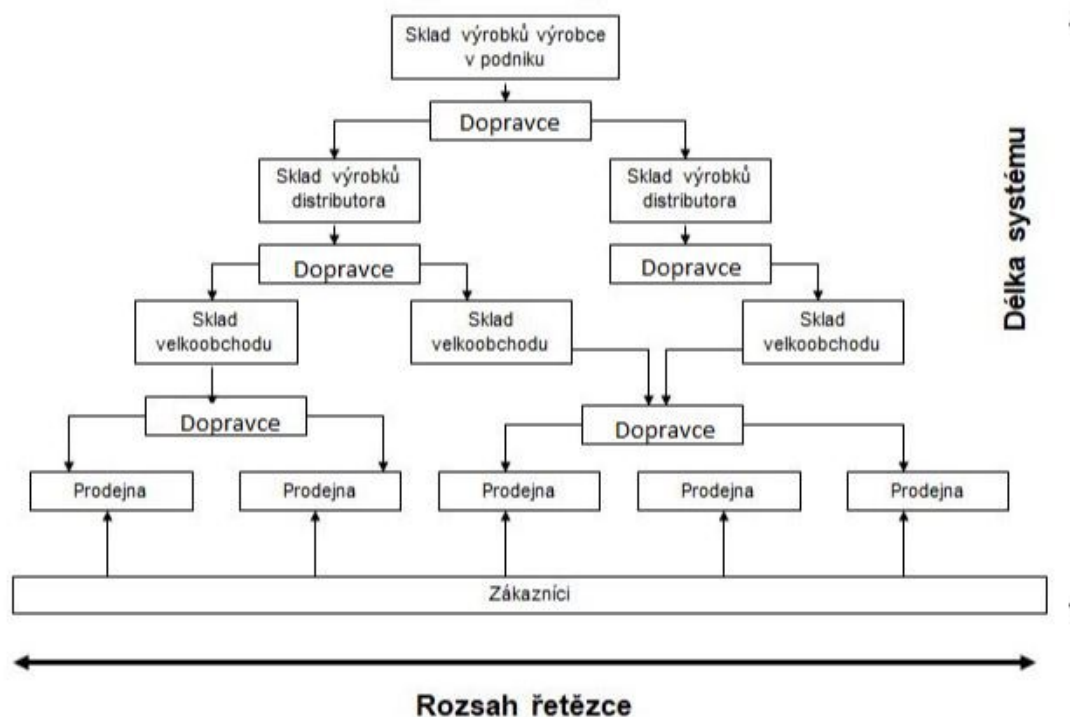 Sklad výrobků výrobce
v podniku
Dopravce
Sklad výrobků
distributora
Sklad výrobků
distributora
Dopravce
Dopravce
Sklad
velkoobchodu
Sklad
velkoobchodu
Sklad
velkoobchodu
Dopravce
Dopravce
Prodejna
Prodejna
Prodejna
Prodejna
Prodejna
Zákazníci
Délka systému
Rozsah řetězce